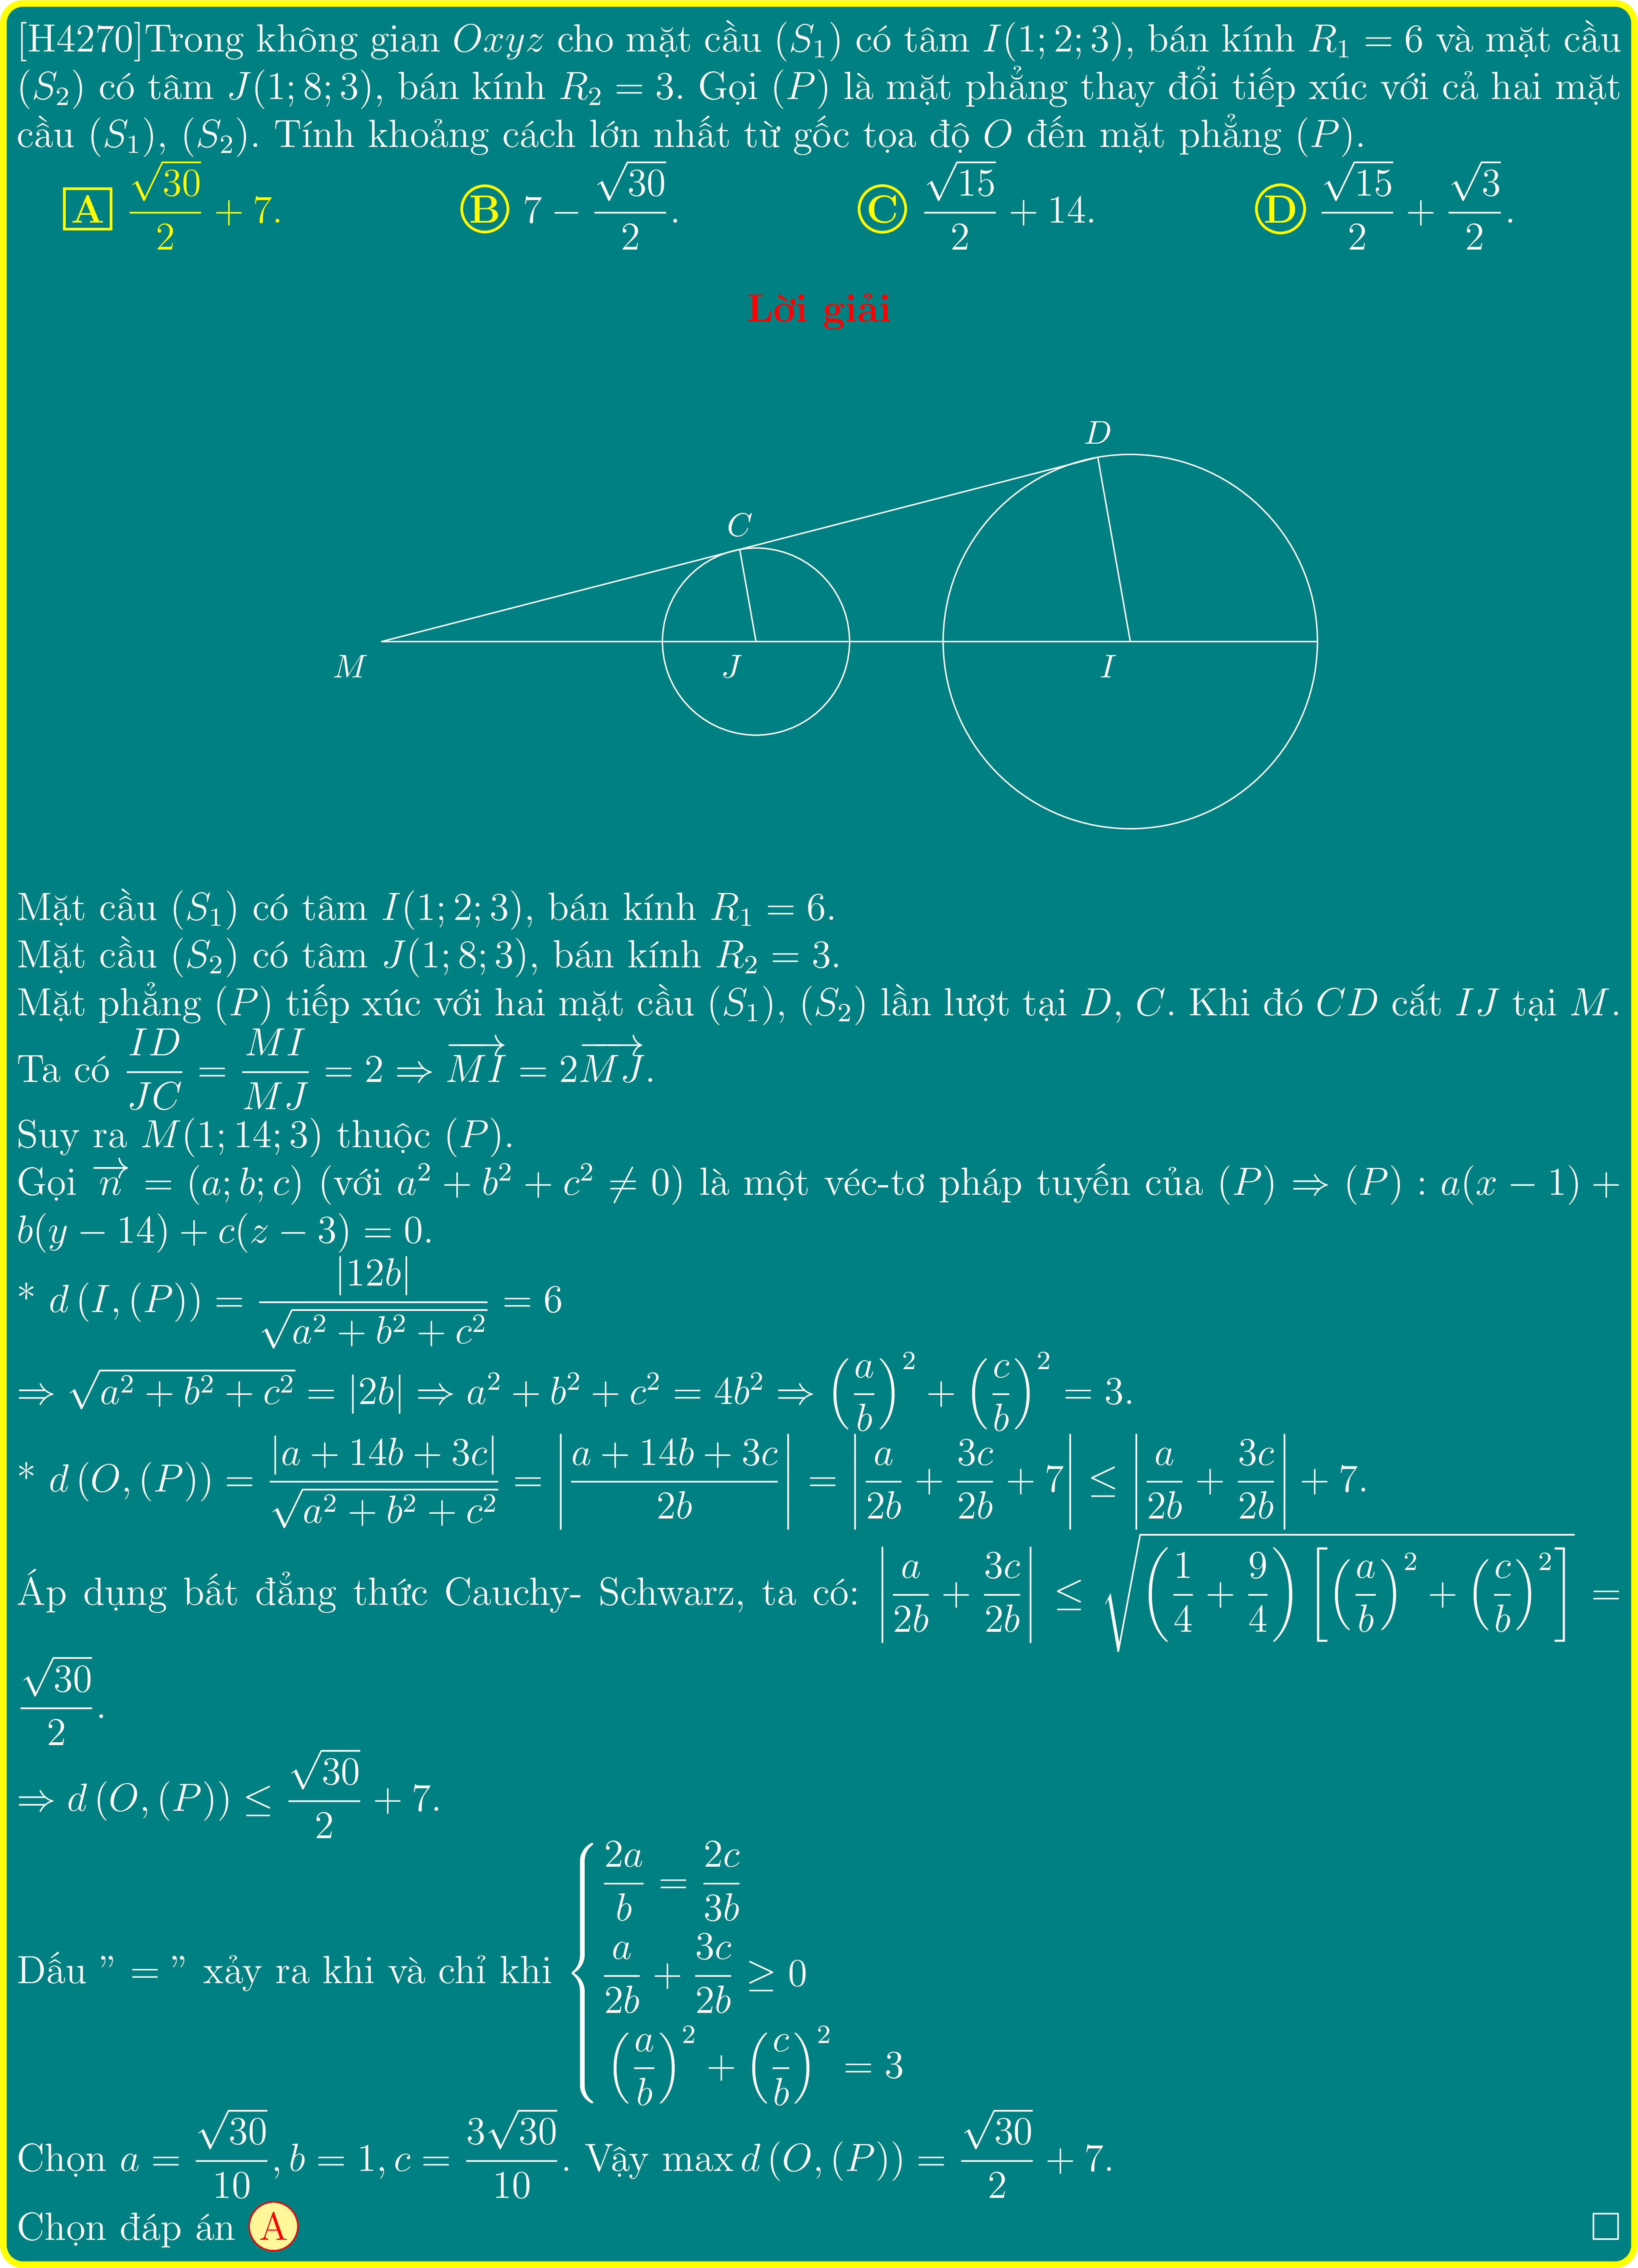 [H4270]Trong không gian $Oxyz$ cho mặt cầu $(S_1)$ có tâm $I(1;2;3)$, bán kính $R_1 = 6$ và mặt cầu
$(S_2)$ có tâm $J(1;8;3)$, bán kính $R_2 = 3$. Gọi $(P)$ là mặt phẳng thay đổi tiếp xúc với cả hai mặt
cầu $(S_1)$, $(S_2)$. Tính khoảng cách lớn nhất từ gốc tọa độ $O$ đến mặt phẳng $(P)$.
A $\frac{\sqrt{30}}{2} + 7$. B $7 - \frac{\sqrt{30}}{2}$. C $\frac{\sqrt{15}}{2} + 14$. D $\frac{\sqrt{15}}{2} + \frac{\sqrt{3}}{2}$.
Lời giải
D
C
M J I
Mặt cầu $(S_1)$ có tâm $I(1;2;3)$, bán kính $R_1 = 6$.
Mặt cầu $(S_2)$ có tâm $J(1;8;3)$, bán kính $R_2 = 3$.
Mặt phẳng $(P)$ tiếp xúc với hai mặt cầu $(S_1)$, $(S_2)$ lần lượt tại $D$, $C$. Khi đó $CD$ cắt $IJ$ tại $M$.
Ta có $\frac{ID}{JC} = \frac{MI}{MJ} = 2 \Rightarrow \overrightarrow{MI} = 2\overrightarrow{MJ}$.
Suy ra $M(1;14;3)$ thuộc $(P)$.
Gọi $\overrightarrow{n} = (a;b;c)$ (với $a^2 + b^2 + c^2 \neq 0$) là một véc-tơ pháp tuyến của $(P) \Rightarrow (P) : a(x-1) +$
$b(y-14) + c(z-3) = 0$.
* $d\,(I,(P)) = \frac{|12b|}{\sqrt{a^2+b^2+c^2}} = 6$
$\Rightarrow \sqrt{a^2+b^2+c^2} = |2b| \Rightarrow a^2+b^2+c^2 = 4b^2 \Rightarrow \left(\frac{a}{b}\right)^2 + \left(\frac{c}{b}\right)^2 = 3$.
* $d\,(O,(P)) = \frac{|a+14b+3c|}{\sqrt{a^2+b^2+c^2}} = \left|\frac{a+14b+3c}{2b}\right| = \left|\frac{a}{2b} + \frac{3c}{2b} + 7\right| \leq \left|\frac{a}{2b} + \frac{3c}{2b}\right| + 7$.
Áp dụng bất đẳng thức Cauchy- Schwarz, ta có: $\left|\frac{a}{2b} + \frac{3c}{2b}\right| \leq \sqrt{\left(\frac{1}{4} + \frac{9}{4}\right)\left[\left(\frac{a}{b}\right)^2 + \left(\frac{c}{b}\right)^2\right]} =$
$\frac{\sqrt{30}}{2}$.
$\Rightarrow d\,(O,(P)) \leq \frac{\sqrt{30}}{2} + 7$.
Dấu ” = ” xảy ra khi và chỉ khi $\begin{cases} \frac{2a}{b} = \frac{2c}{3b} \\ \frac{a}{2b} + \frac{3c}{2b} \geq 0 \\ \left(\frac{a}{b}\right)^2 + \left(\frac{c}{b}\right)^2 = 3 \end{cases}$
Chọn $a = \frac{\sqrt{30}}{10}, b = 1, c = \frac{3\sqrt{30}}{10}$. Vậy $\max d\,(O,(P)) = \frac{\sqrt{30}}{2} + 7$.
Chọn đáp án A □